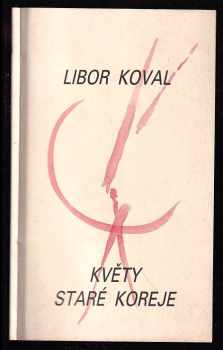 LIBOR KOVAL
KVĚTY
STARÉ KOREJE